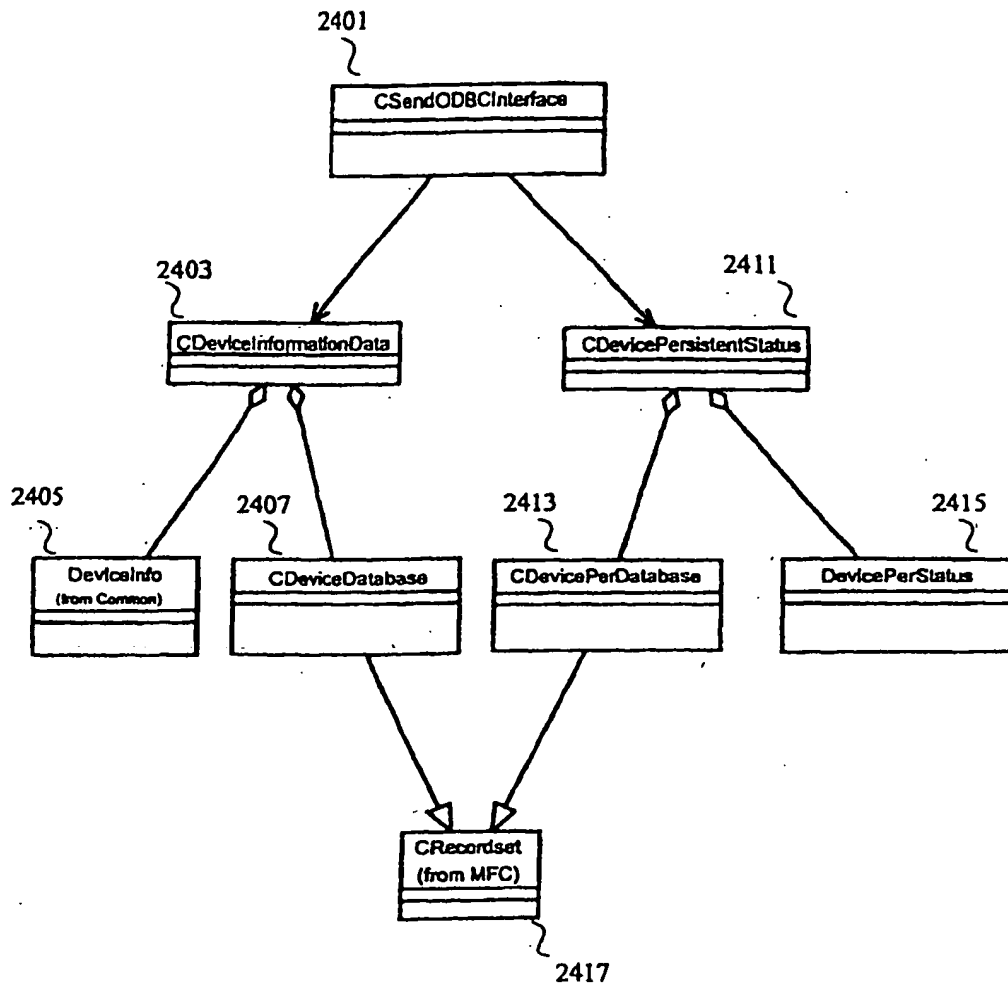 2401
CSendODBCInterface
2403
2411
CDeviceInformationData
CDevicePersistentStatus
2405
2407
2413
2415
DeviceInfo
(from Common)
CDeviceDatabase
CDevicePerDatabase
DevicePerStatus
CRecordset
(from MFC)
2417